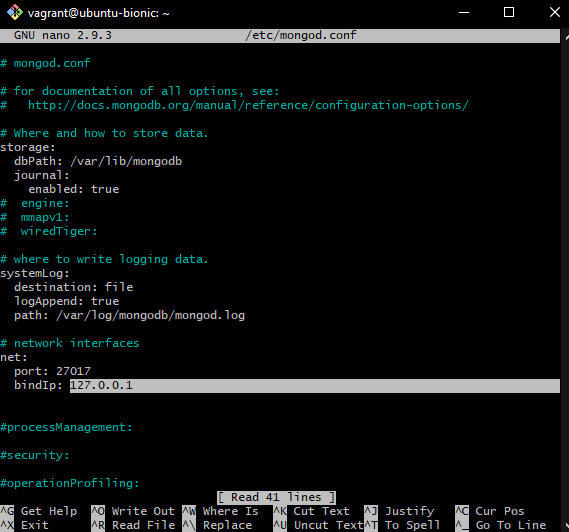 vagrant@ubuntu-bionic: ~
GNU nano 2.9.3 /etc/mongod.conf
# mongod.conf
# for documentation of all options, see:
#   http://docs.mongodb.org/manual/reference/configuration-options/
# Where and how to store data.
storage:
  dbPath: /var/lib/mongodb
  journal:
    enabled: true
#  engine:
#  mmapv1:
#  wiredTiger:
# where to write logging data.
systemLog:
  destination: file
  logAppend: true
  path: /var/log/mongodb/mongod.log
# network interfaces
net:
  port: 27017
  bindIp: 127.0.0.1
#processManagement:
#security:
#operationProfiling:
[ Read 41 lines ]
^G Get Help ^O Write Out ^W Where Is ^K Cut Text ^J Justify ^C Cur Pos
^X Exit ^R Read File ^\ Replace ^U Uncut Text ^T To Spell ^_ Go To Line